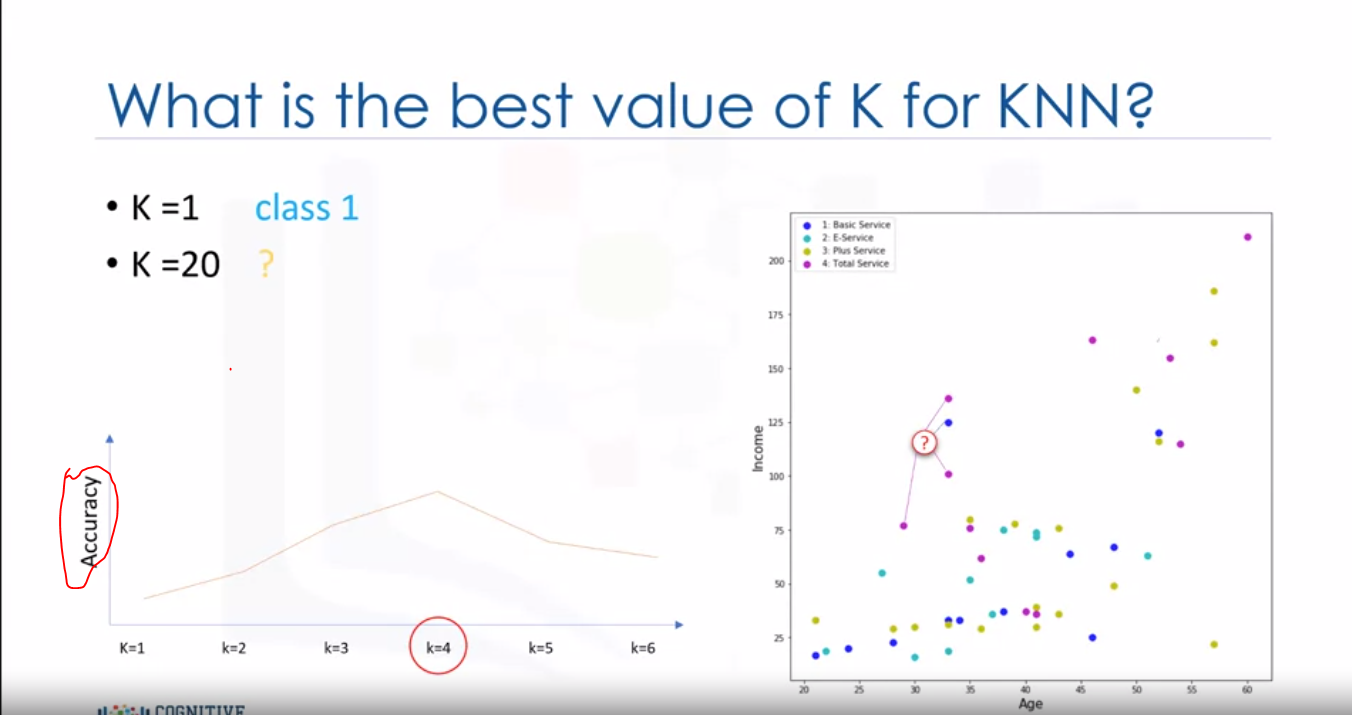 What is the best value of K for KNN?
• K =1 class 1
• K =20 ?
Accuracy
K=1 k=2 k=3 k=4 k=5 k=6
1: Basic Service
2: E-Service
3: Plus Service
4: Total Service
Income
200
175
150
125
100
75
50
25
?
20 25 30 35 40 45 50 55 60
Age
COGNITIVE